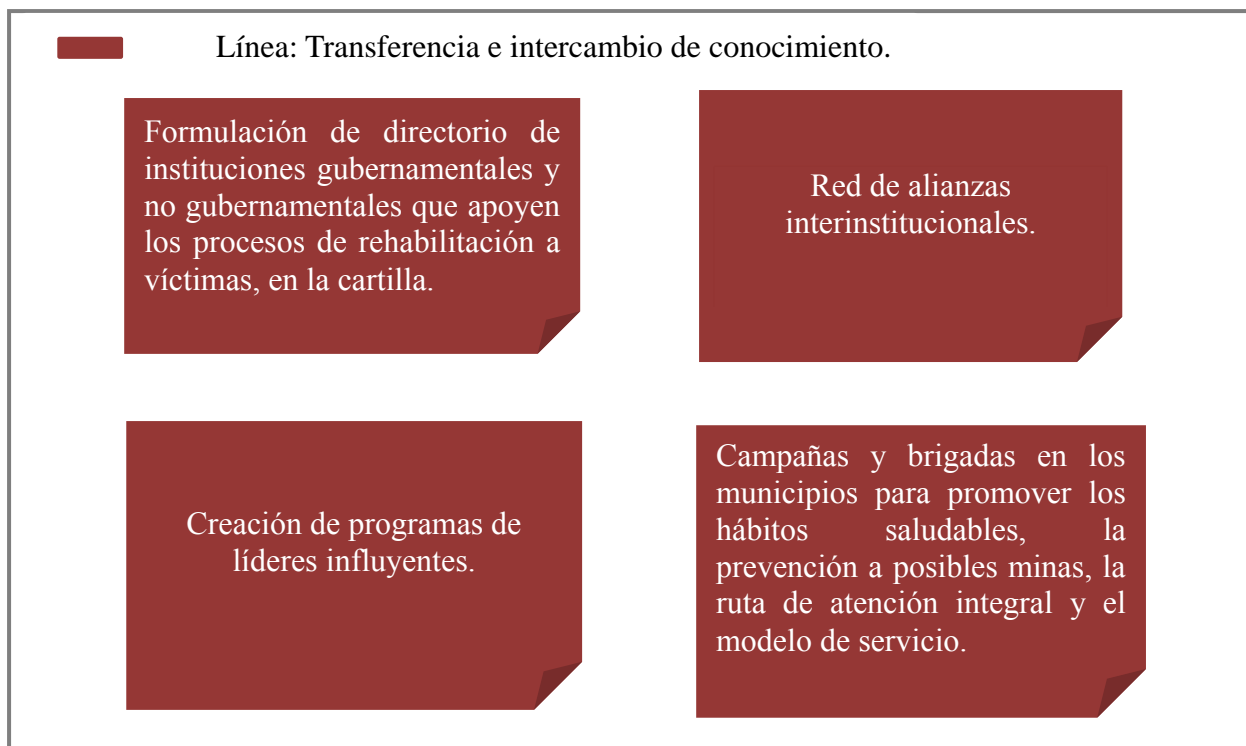 Línea: Transferencia e intercambio de conocimiento.
Formulación de directorio de
instituciones gubernamentales y
no gubernamentales que apoyen
los procesos de rehabilitación a
víctimas, en la cartilla.
Red de alianzas
interinstitucionales.
Creación de programas de
líderes influyentes.
Campañas y brigadas en los
municipios para promover los
hábitos saludables, la
prevención a posibles minas, la
ruta de atención integral y el
modelo de servicio.